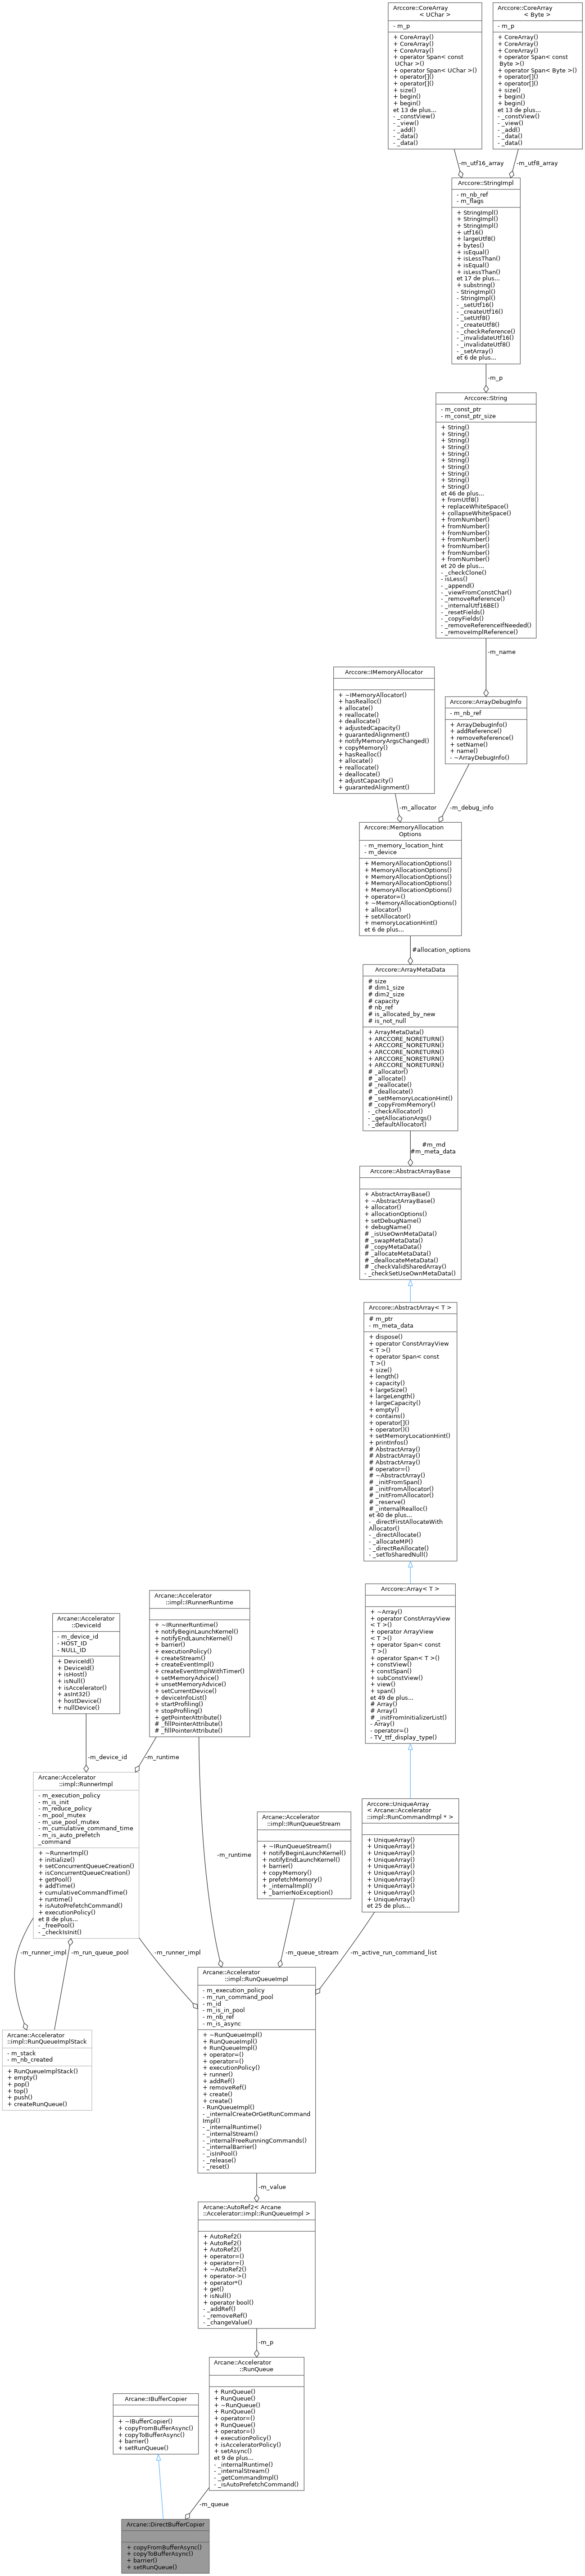 Arccore::CoreArray
< UChar >
- m_p
+ CoreArray()
+ CoreArray()
+ CoreArray()
+ operator Span< const
UChar >()
+ operator Span< UChar >()
+ operator[]()
+ operator[]()
+ size()
+ begin()
+ begin()
et 13 de plus...
- _constView()
- _view()
- _add()
- _data()
- _data()
Arccore::CoreArray
< Byte >
- m_p
+ CoreArray()
+ CoreArray()
+ CoreArray()
+ operator Span< const
Byte >()
+ operator Span< Byte >()
+ operator[]()
+ operator[]()
+ size()
+ begin()
+ begin()
et 13 de plus...
- _constView()
- _view()
- _add()
- _data()
- _data()
-m_utf16_array
-m_utf8_array
Arccore::StringImpl
- m_nb_ref
- m_flags
+ StringImpl()
+ StringImpl()
+ StringImpl()
+ utf16()
+ largeUtf8()
+ bytes()
+ isEqual()
+ isLessThan()
+ isEqual()
+ isLessThan()
et 17 de plus...
+ substring()
- StringImpl()
- StringImpl()
- _setUtf16()
- _createUtf16()
- _setUtf8()
- _createUtf8()
- _checkReference()
- _invalidateUtf16()
- _invalidateUtf8()
- _setArray()
et 6 de plus...
-m_p
Arccore::String
- m_const_ptr
- m_const_ptr_size
+ String()
+ String()
+ String()
+ String()
+ String()
+ String()
+ String()
+ String()
+ String()
+ String()
et 46 de plus...
+ fromUtf8()
+ replaceWhiteSpace()
+ collapseWhiteSpace()
+ fromNumber()
+ fromNumber()
+ fromNumber()
+ fromNumber()
+ fromNumber()
+ fromNumber()
+ fromNumber()
et 20 de plus...
- _checkClone()
- isLess()
- _append()
- _viewFromConstChar()
- _removeReference()
- _internalUtf16BE()
- _resetFields()
- _copyFields()
- _removeReferenceIfNeeded()
- _removeImplReference()
-m_name
Arccore::IMemoryAllocator
+ ~IMemoryAllocator()
+ hasRealloc()
+ allocate()
+ reallocate()
+ deallocate()
+ adjustedCapacity()
+ guarantedAlignment()
+ notifyMemoryArgsChanged()
+ copyMemory()
+ hasRealloc()
+ allocate()
+ reallocate()
+ deallocate()
+ adjustCapacity()
+ guarantedAlignment()
Arccore::ArrayDebugInfo
- m_nb_ref
+ ArrayDebugInfo()
+ addReference()
+ removeReference()
+ setName()
+ name()
- ~ArrayDebugInfo()
-m_allocator
-m_debug_info
Arccore::MemoryAllocation
Options
- m_memory_location_hint
- m_device
+ MemoryAllocationOptions()
+ MemoryAllocationOptions()
+ MemoryAllocationOptions()
+ MemoryAllocationOptions()
+ MemoryAllocationOptions()
+ operator=()
+ ~MemoryAllocationOptions()
+ allocator()
+ setAllocator()
+ memoryLocationHint()
et 6 de plus...
#allocation_options
Arccore::ArrayMetaData
# size
# dim1_size
# dim2_size
# capacity
# nb_ref
# is_allocated_by_new
# is_not_null
+ ArrayMetaData()
+ ARCCORE_NORETURN()
+ ARCCORE_NORETURN()
+ ARCCORE_NORETURN()
+ ARCCORE_NORETURN()
+ ARCCORE_NORETURN()
# _allocator()
# _allocate()
# _reallocate()
# _deallocate()
# _setMemoryLocationHint()
# _copyFromMemory()
- _checkAllocator()
- _getAllocationArgs()
- _defaultAllocator()
#m_md
#m_meta_data
Arccore::AbstractArrayBase
+ AbstractArrayBase()
+ ~AbstractArrayBase()
+ allocator()
+ allocationOptions()
+ setDebugName()
+ debugName()
# _isUseOwnMetaData()
# _swapMetaData()
# _copyMetaData()
# _allocateMetaData()
# _deallocateMetaData()
# _checkValidSharedArray()
- _checkSetUseOwnMetaData()
Arccore::AbstractArray< T >
# m_ptr
- m_meta_data
+ dispose()
+ operator ConstArrayView
< T >()
+ operator Span< const
T >()
+ size()
+ length()
+ capacity()
+ largeSize()
+ largeLength()
+ largeCapacity()
+ empty()
+ contains()
+ operator[]()
+ operator()()
+ setMemoryLocationHint()
+ printInfos()
# AbstractArray()
# AbstractArray()
# AbstractArray()
# operator=()
# ~AbstractArray()
# _initFromSpan()
# _initFromAllocator()
# _initFromAllocator()
# _reserve()
# _internalRealloc()
et 40 de plus...
- _directFirstAllocateWith
Allocator()
- _directAllocate()
- _allocateMP()
- _directReAllocate()
- _setToSharedNull()
Arccore::Array< T >
+ ~Array()
+ operator ConstArrayView
< T >()
+ operator ArrayView
< T >()
+ operator Span< const
T >()
+ operator Span< T >()
+ constView()
+ constSpan()
+ subConstView()
+ view()
+ span()
et 49 de plus...
# Array()
# Array()
# _initFromInitializerList()
- Array()
- operator=()
- TV_ttf_display_type()
Arcane::Accelerator
::DeviceId
- m_device_id
- HOST_ID
- NULL_ID
+ DeviceId()
+ DeviceId()
+ isHost()
+ isNull()
+ isAccelerator()
+ asInt32()
+ hostDevice()
+ nullDevice()
Arcane::Accelerator
::impl::IRunnerRuntime
+ ~IRunnerRuntime()
+ notifyBeginLaunchKernel()
+ notifyEndLaunchKernel()
+ barrier()
+ executionPolicy()
+ createStream()
+ createEventImpl()
+ createEventImplWithTimer()
+ setMemoryAdvice()
+ unsetMemoryAdvice()
+ setCurrentDevice()
+ deviceInfoList()
+ startProfiling()
+ stopProfiling()
+ getPointerAttribute()
# _fillPointerAttribute()
# _fillPointerAttribute()
-m_device_id
-m_runtime
Arcane::Accelerator
::impl::RunnerImpl
- m_execution_policy
- m_is_init
- m_reduce_policy
- m_pool_mutex
- m_use_pool_mutex
- m_cumulative_command_time
- m_is_auto_prefetch
_command
+ ~RunnerImpl()
+ initialize()
+ setConcurrentQueueCreation()
+ isConcurrentQueueCreation()
+ getPool()
+ addTime()
+ cumulativeCommandTime()
+ runtime()
+ isAutoPrefetchCommand()
+ executionPolicy()
et 8 de plus...
- _freePool()
- _checkIsInit()
-m_runtime
Arcane::Accelerator
::impl::IRunQueueStream
+ ~IRunQueueStream()
+ notifyBeginLaunchKernel()
+ notifyEndLaunchKernel()
+ barrier()
+ copyMemory()
+ prefetchMemory()
+ _internalImpl()
+ _barrierNoException()
Arccore::UniqueArray
< Arcane::Accelerator
::impl::RunCommandImpl * >
+ UniqueArray()
+ UniqueArray()
+ UniqueArray()
+ UniqueArray()
+ UniqueArray()
+ UniqueArray()
+ UniqueArray()
+ UniqueArray()
+ UniqueArray()
+ UniqueArray()
et 25 de plus...
-m_runner_impl
-m_run_queue_pool
-m_runner_impl
-m_queue_stream
-m_active_run_command_list
Arcane::Accelerator
::impl::RunQueueImplStack
- m_stack
- m_nb_created
+ RunQueueImplStack()
+ empty()
+ pop()
+ top()
+ push()
+ createRunQueue()
Arcane::Accelerator
::impl::RunQueueImpl
- m_execution_policy
- m_run_command_pool
- m_id
- m_is_in_pool
- m_nb_ref
- m_is_async
+ ~RunQueueImpl()
+ RunQueueImpl()
+ RunQueueImpl()
+ operator=()
+ operator=()
+ executionPolicy()
+ runner()
+ addRef()
+ removeRef()
+ create()
+ create()
- RunQueueImpl()
- _internalCreateOrGetRunCommand
Impl()
- _internalRuntime()
- _internalStream()
- _internalFreeRunningCommands()
- _internalBarrier()
- _isInPool()
- _release()
- _reset()
-m_value
Arcane::AutoRef2< Arcane
::Accelerator::impl::RunQueueImpl >
+ AutoRef2()
+ AutoRef2()
+ AutoRef2()
+ operator=()
+ operator=()
+ ~AutoRef2()
+ operator->()
+ operator*()
+ get()
+ isNull()
+ operator bool()
- _addRef()
- _removeRef()
- _changeValue()
-m_p
Arcane::IBufferCopier
+ ~IBufferCopier()
+ copyFromBufferAsync()
+ copyToBufferAsync()
+ barrier()
+ setRunQueue()
Arcane::Accelerator
::RunQueue
+ RunQueue()
+ RunQueue()
+ ~RunQueue()
+ RunQueue()
+ operator=()
+ RunQueue()
+ operator=()
+ executionPolicy()
+ isAcceleratorPolicy()
+ setAsync()
et 9 de plus...
- _internalRuntime()
- _internalStream()
- _getCommandImpl()
- _isAutoPrefetchCommand()
-m_queue
Arcane::DirectBufferCopier
+ copyFromBufferAsync()
+ copyToBufferAsync()
+ barrier()
+ setRunQueue()